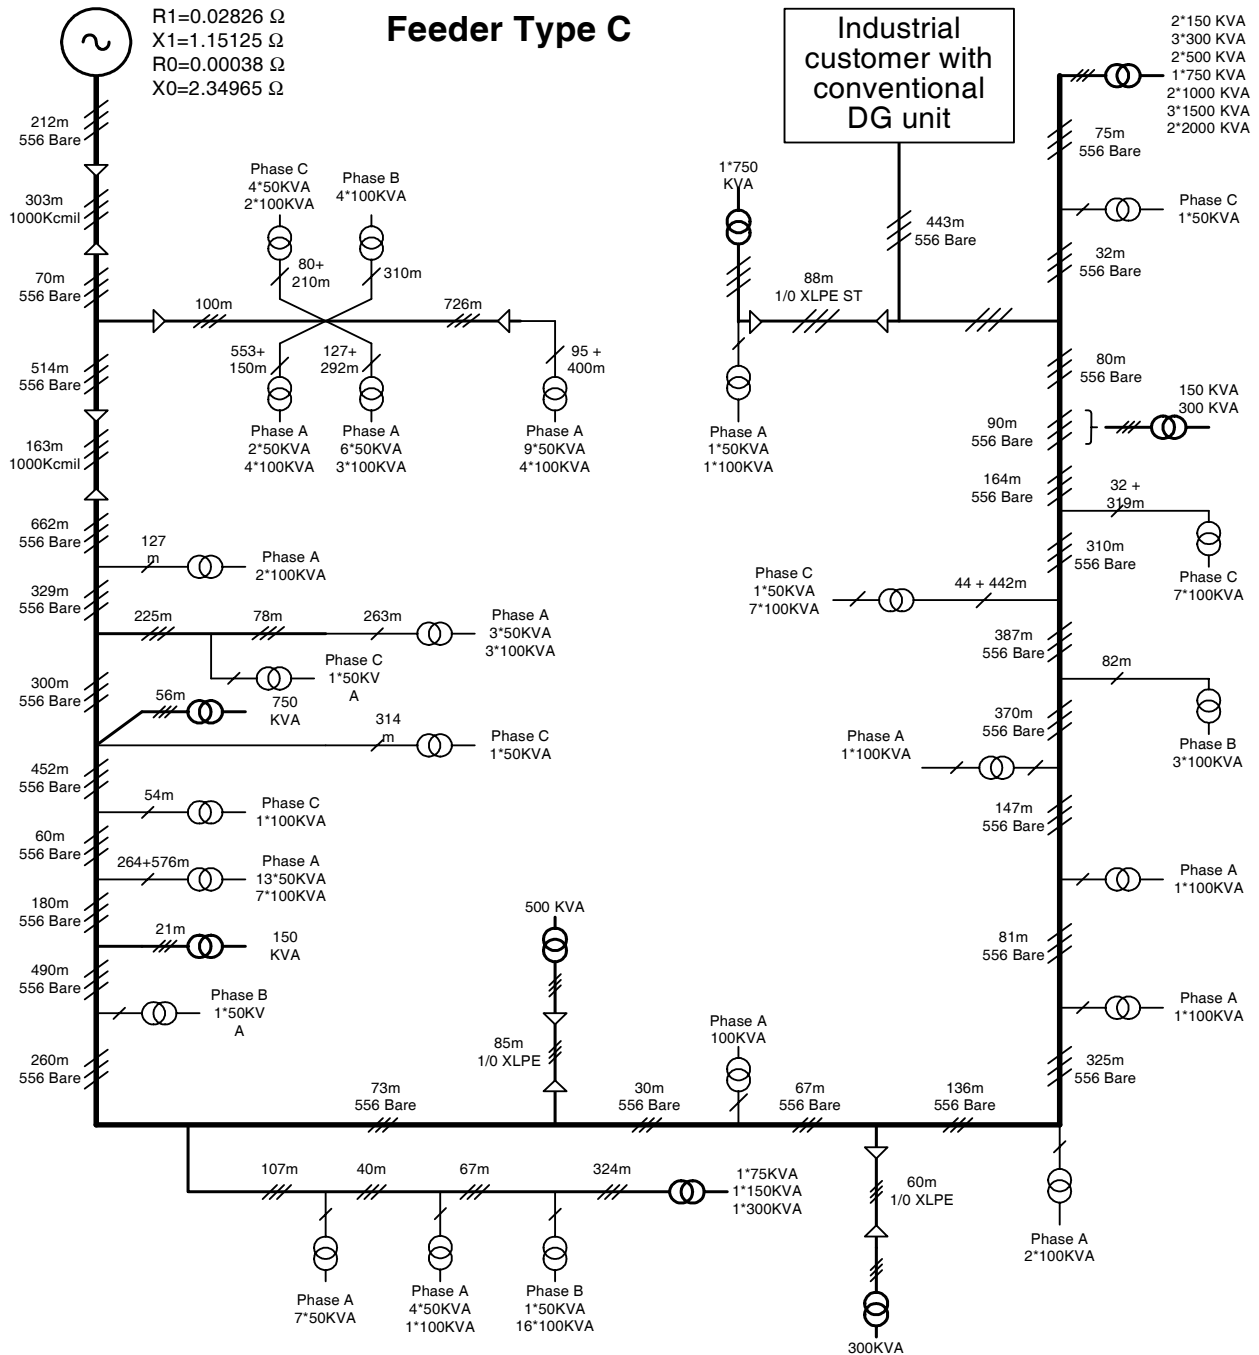 R1=0.02826 Ω
X1=1.15125 Ω
R0=0.00038 Ω
X0=2.34965 Ω
Feeder Type C
Industrial
customer with
conventional
DG unit
2*150 KVA
3*300 KVA
2*500 KVA
1*750 KVA
2*1000 KVA
3*1500 KVA
2*2000 KVA
212m
556 Bare
303m
1000Kcmil
70m
556 Bare
514m
556 Bare
163m
1000Kcmil
662m
556 Bare
329m
556 Bare
300m
556 Bare
452m
556 Bare
60m
556 Bare
180m
556 Bare
490m
556 Bare
260m
556 Bare
Phase C
4*50KVA
2*100KVA
Phase B
4*100KVA
80+
210m
310m
100m
726m
553+
150m
127+
292m
95 +
400m
Phase A
2*50KVA
4*100KVA
Phase A
6*50KVA
3*100KVA
Phase A
9*50KVA
4*100KVA
127
m
Phase A
2*100KVA
225m
78m
263m
Phase A
3*50KVA
3*100KVA
Phase C
1*50KV
A
56m
750
KVA
314
m
Phase C
1*50KVA
54m
Phase C
1*100KVA
264+576m
Phase A
13*50KVA
7*100KVA
21m
150
KVA
Phase B
1*50KV
A
500 KVA
85m
1/0 XLPE
73m
556 Bare
30m
556 Bare
Phase A
100KVA
67m
556 Bare
136m
556 Bare
107m
40m
67m
324m
1*75KVA
1*150KVA
1*300KVA
Phase A
7*50KVA
Phase A
4*50KVA
1*100KVA
Phase B
1*50KVA
16*100KVA
60m
1/0 XLPE
300KVA
Phase A
2*100KVA
1*750
KVA
88m
1/0 XLPE ST
443m
556 Bare
Phase A
1*50KVA
1*100KVA
75m
556 Bare
Phase C
1*50KVA
32m
556 Bare
80m
556 Bare
150 KVA
300 KVA
90m
556 Bare
164m
556 Bare
32 +
319m
Phase C
7*100KVA
310m
556 Bare
Phase C
1*50KVA
7*100KVA
44 + 442m
387m
556 Bare
82m
Phase B
3*100KVA
370m
556 Bare
Phase A
1*100KVA
147m
556 Bare
Phase A
1*100KVA
81m
556 Bare
Phase A
1*100KVA
325m
556 Bare